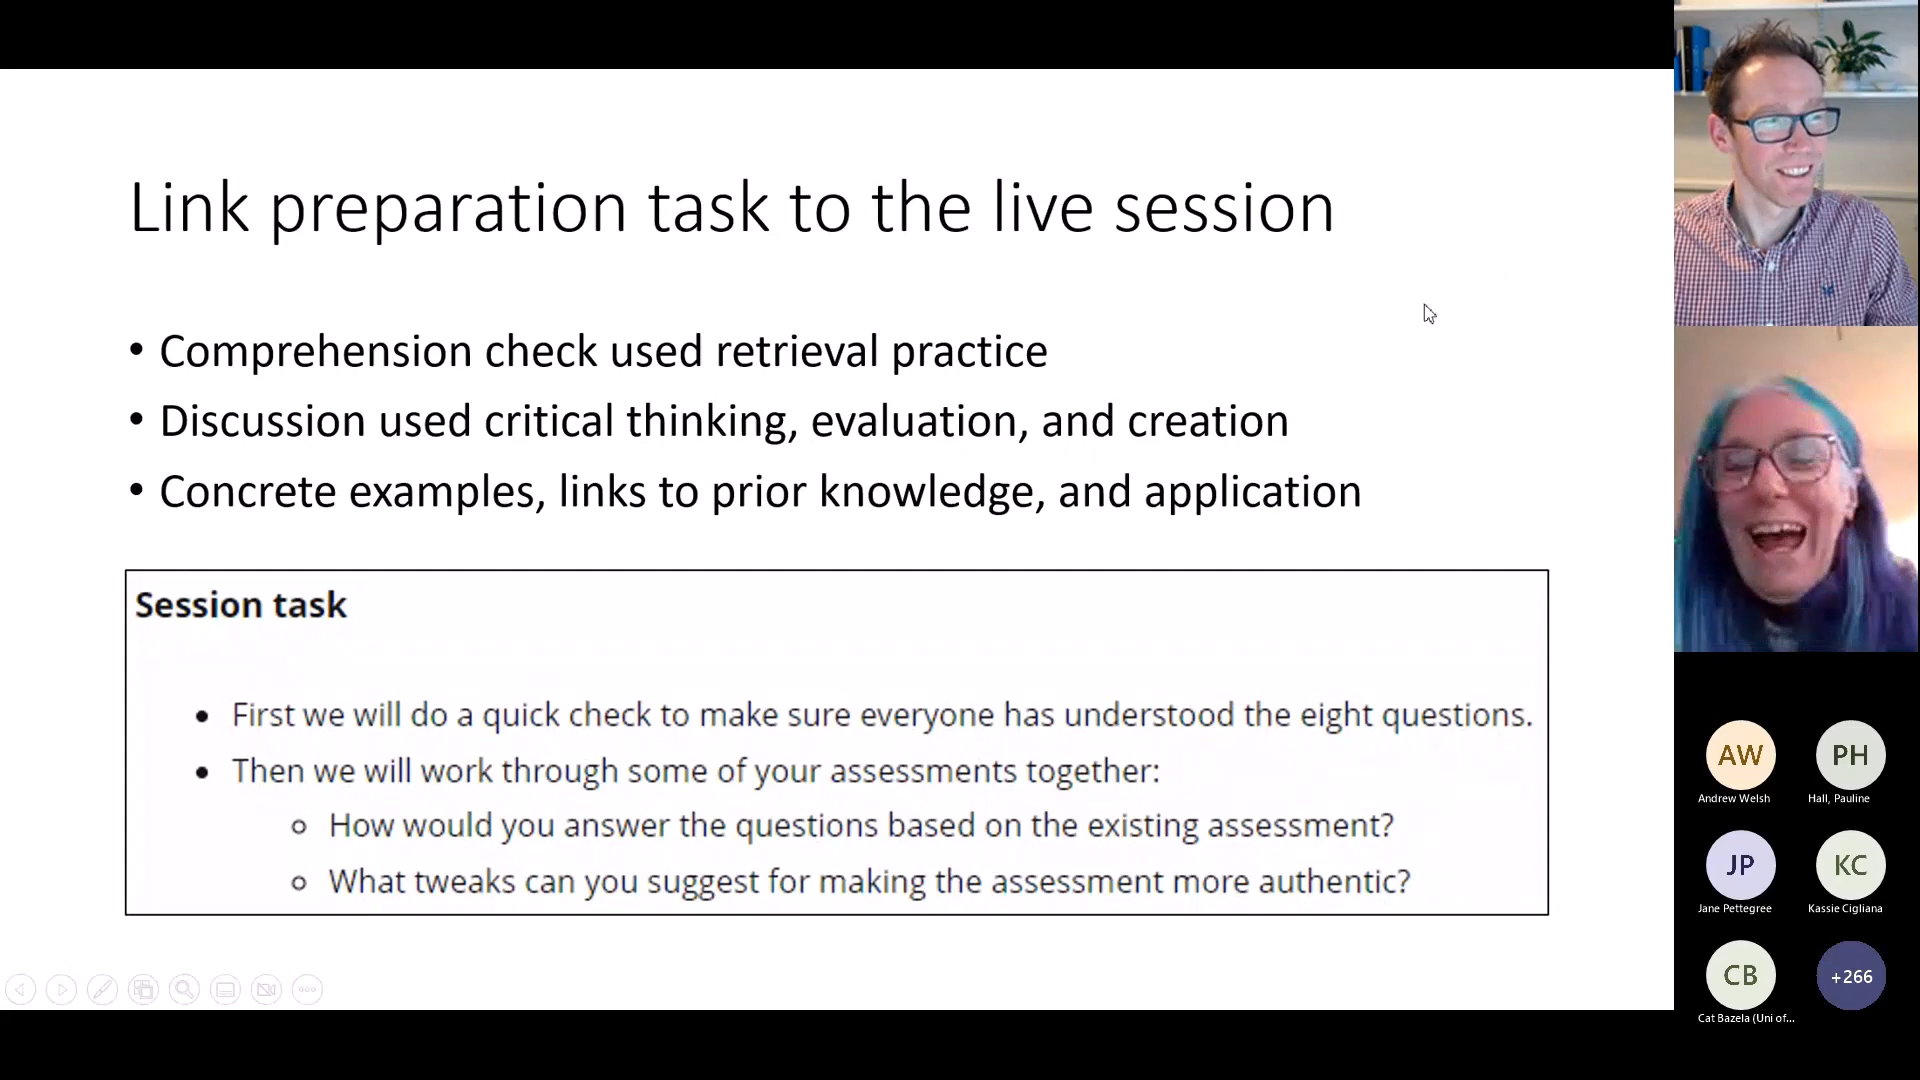 Link preparation task to the live session
• Comprehension check used retrieval practice
• Discussion used critical thinking, evaluation, and creation
• Concrete examples, links to prior knowledge, and application
Session task
• First we will do a quick check to make sure everyone has understood the eight questions.
• Then we will work through some of your assessments together:
○ How would you answer the questions based on the existing assessment?
○ What tweaks can you suggest for making the assessment more authentic?
AW
Andrew Welsh
PH
Hall, Pauline
JP
Jane Pettegree
KC
Kassie Cigliana
CB
Cat Bazela (Uni of...
+266